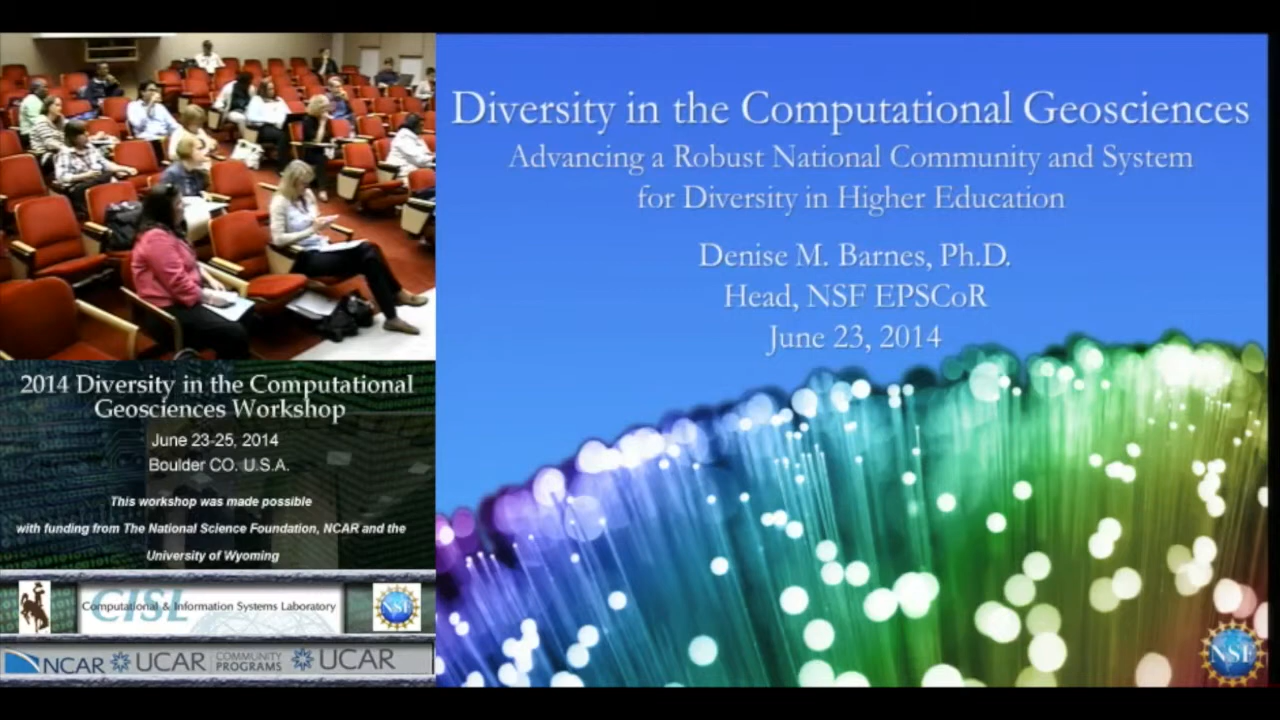 Diversity in the Computational Geosciences
Advancing a Robust National Community and System
for Diversity in Higher Education
Denise M. Barnes, Ph.D.
Head, NSF EPSCoR
June 23, 2014
2014 Diversity in the Computational
Geosciences Workshop
June 23-25, 2014
Boulder CO. U.S.A.
This workshop was made possible
with funding from The National Science Foundation, NCAR and the
University of Wyoming
CISL
Computational & Information Systems Laboratory
NSF
NCAR UCAR COMMUNITY PROGRAMS UCAR
NSF